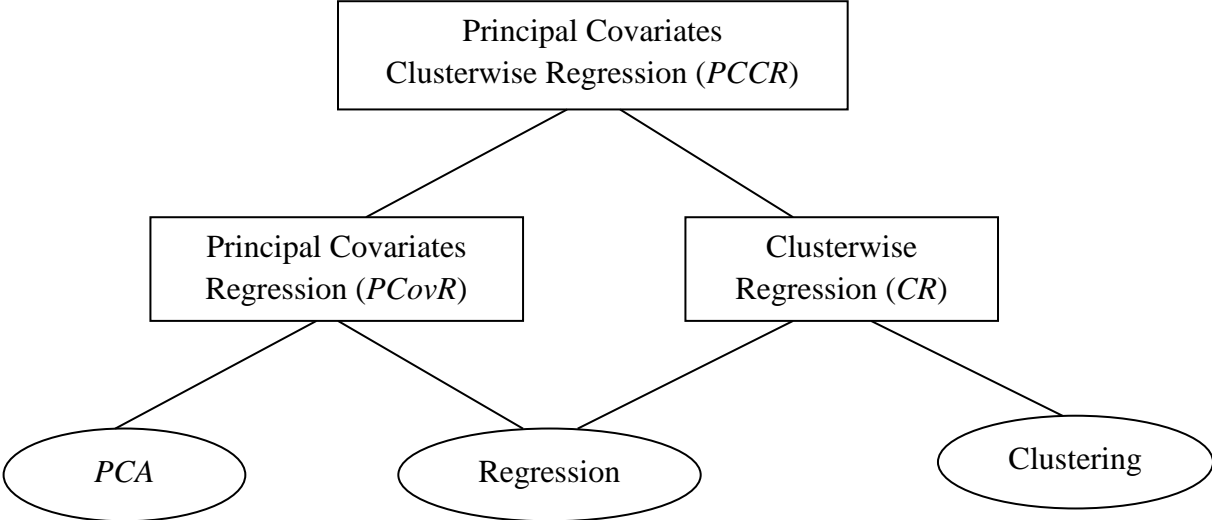 Principal Covariates
Clusterwise Regression (PCCR)
Principal Covariates
Regression (PCovR)
Clusterwise
Regression (CR)
PCA
Regression
Clustering